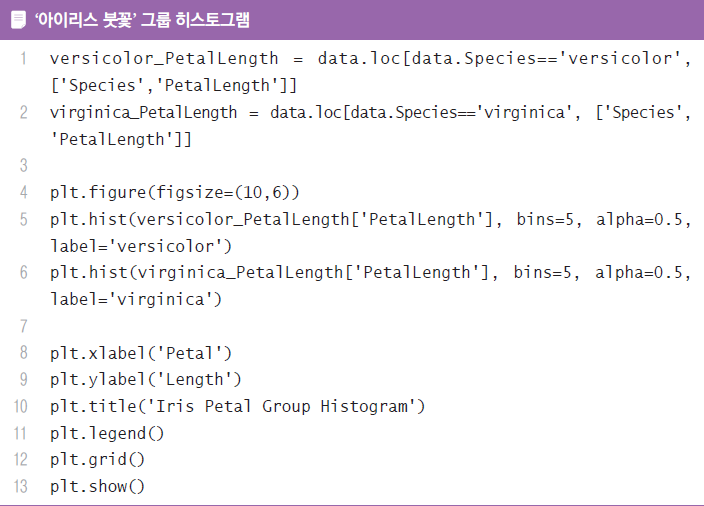 ‘아이리스 붓꽃’ 그룹 히스토그램
1 versicolor_PetalLength = data.loc[data.Species=='versicolor',
['Species','PetalLength']]
2 virginica_PetalLength = data.loc[data.Species=='virginica', ['Species',
'PetalLength']]
3
4 plt.figure(figsize=(10,6))
5 plt.hist(versicolor_PetalLength['PetalLength'], bins=5, alpha=0.5,
label='versicolor')
6 plt.hist(virginica_PetalLength['PetalLength'], bins=5, alpha=0.5,
label='virginica')
7
8 plt.xlabel('Petal')
9 plt.ylabel('Length')
10 plt.title('Iris Petal Group Histogram')
11 plt.legend()
12 plt.grid()
13 plt.show()